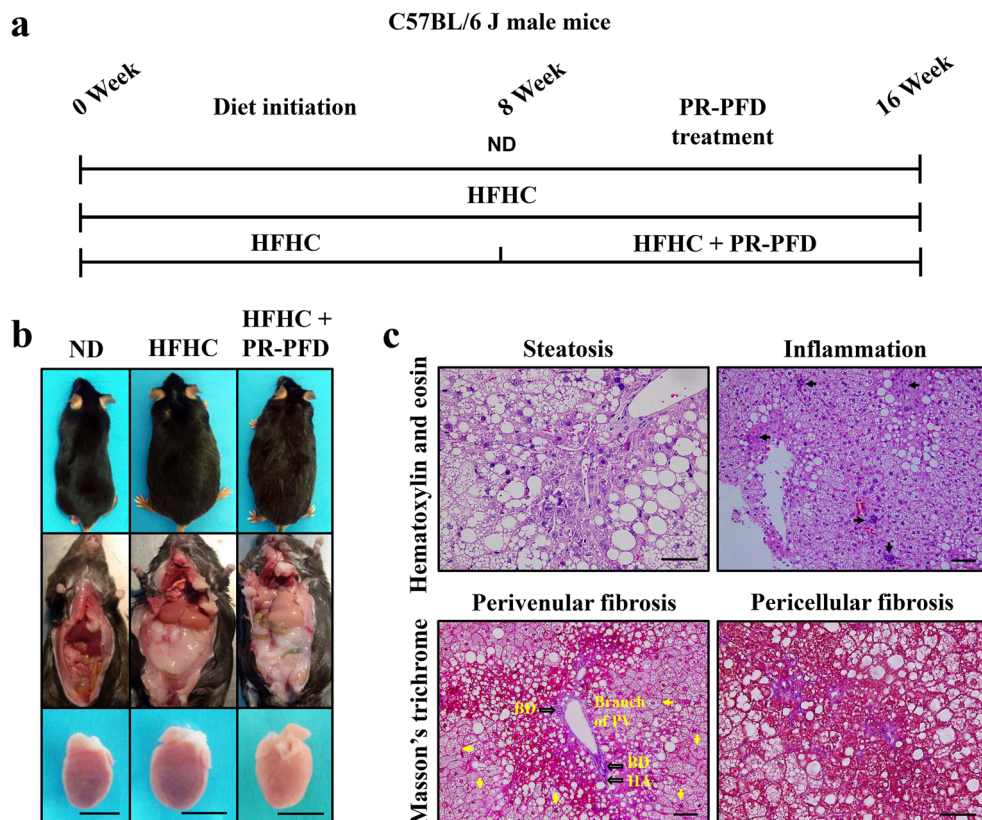 a
C57BL/6 J male mice
0 Week
8 Week
16 Week
Diet initiation
PR-PFD
treatment
ND
HFHC
HFHC
HFHC + PR-PFD
b
ND
HFHC
HFHC +
PR-PFD
c
Steatosis
Inflammation
Hematoxylin and eosin
Perivenular fibrosis
Pericellular fibrosis
Masson's trichrome
BD
Branch
of PV
BD
HA